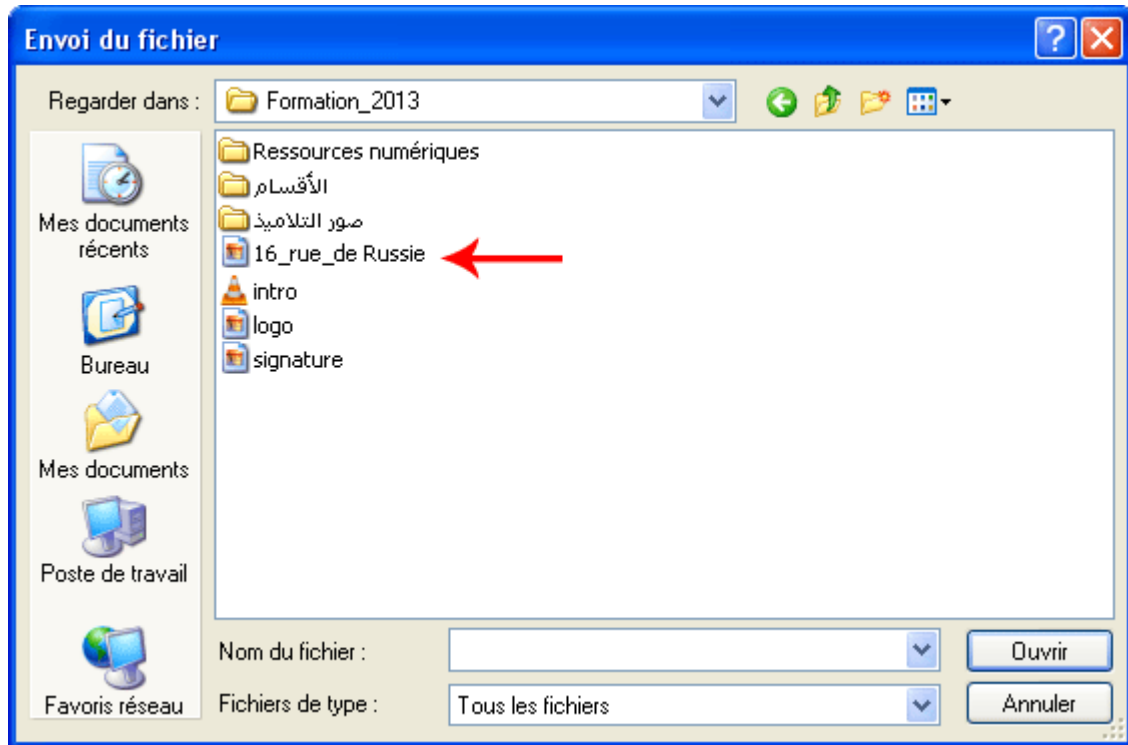 Envoi du fichier
Regarder dans :
Formation_2013
Mes documents
récents
Bureau
Mes documents
Poste de travail
Favoris réseau
Ressources numériques
الأقسام
صور التلاميذ
16_rue_de Russie
intro
logo
signature
Nom du fichier :
Ouvrir
Fichiers de type :
Tous les fichiers
Annuler